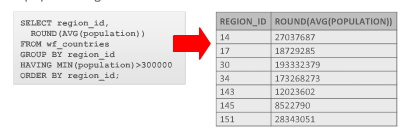 SELECT region_id,
ROUND(AVG(population))
FROM wf_countries
GROUP BY region_id
HAVING MIN(population)>300000
ORDER BY region_id;
REGION_ID ROUND(AVG(POPULATION))
14 27037687
17 18729285
30 193332379
34 173268273
143 12023602
145 8522790
151 28343051